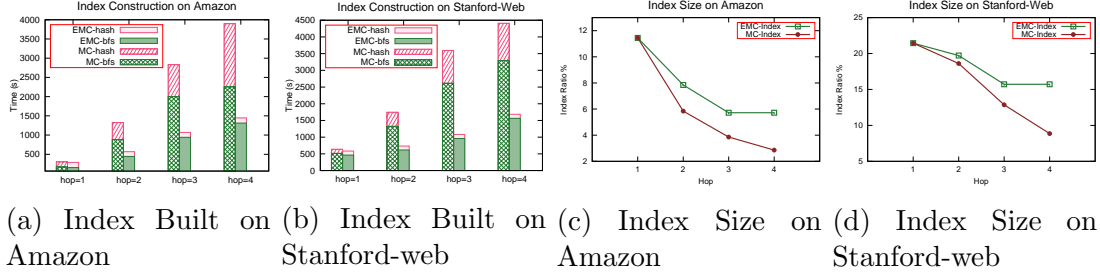 Index Construction on Amazon
4000
3500
3000
2500
2000
1500
1000
500
Time (s)
EMC-hash
EMC-bfs
MC-hash
MC-bfs
hop=1 hop=2 hop=3 hop=4
(a) Index Built on
Amazon
Index Construction on Stanford-Web
4500
4000
3500
3000
2500
2000
1500
1000
500
0
Time (s)
EMC-hash
EMC-bfs
MC-hash
MC-bfs
hop=1 hop=2 hop=3 hop=4
(b) Index Built on
Stanford-web
Index Size on Amazon
12
10
8
6
4
2
Index Ratio %
EMC-Index
MC-Index
1 2 3 4
Hop
(c) Index Size on
Amazon
Index Size on Stanford-Web
25
20
15
10
5
Index Ratio %
EMC-Index
MC-Index
1 2 3 4
Hop
(d) Index Size on
Stanford-web